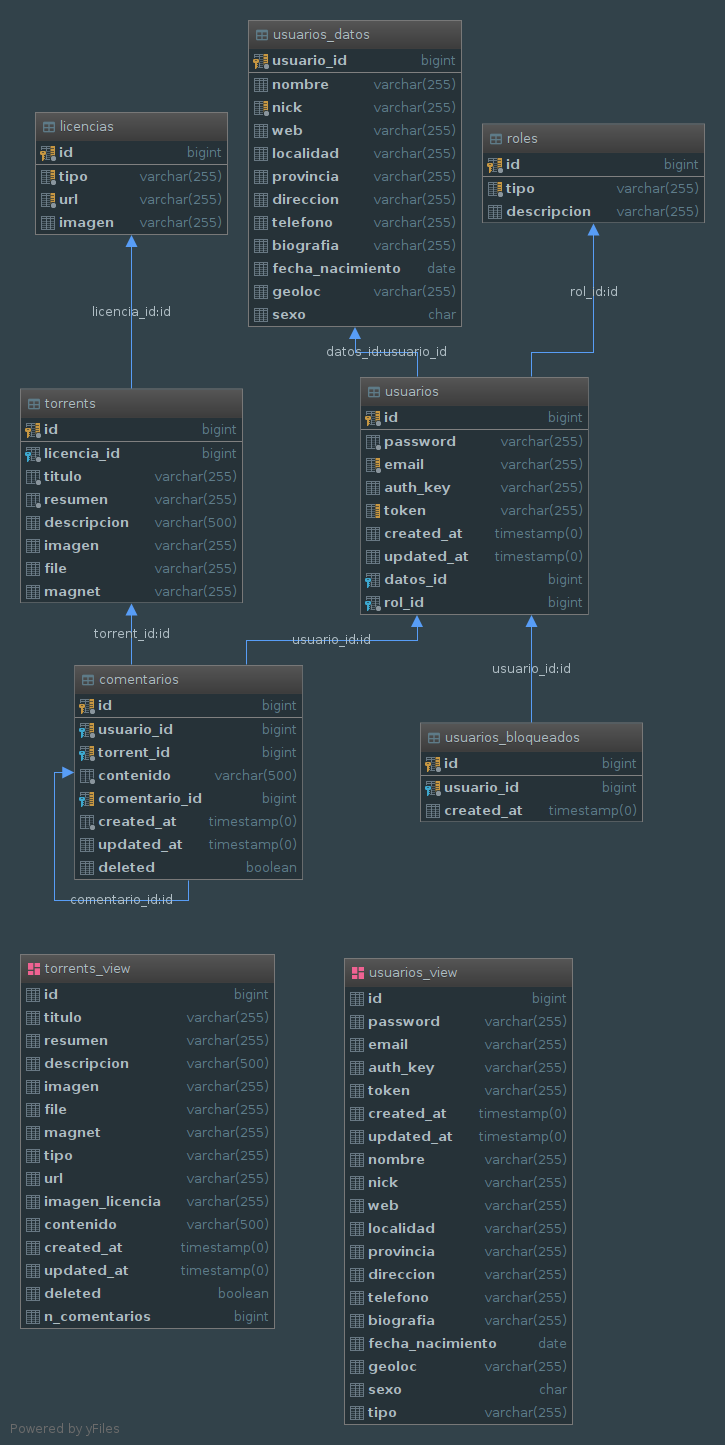 usuarios_datos
usuario_id bigint
nombre varchar(255)
nick varchar(255)
web varchar(255)
localidad varchar(255)
provincia varchar(255)
direccion varchar(255)
telefono varchar(255)
biografia varchar(255)
fecha_nacimiento date
geoloc varchar(255)
sexo char
licencias
id bigint
tipo varchar(255)
url varchar(255)
imagen varchar(255)
roles
id bigint
tipo varchar(255)
descripcion varchar(255)
licencia_id:id
rol_id:id
datos_id:usuario_id
torrents
id bigint
licencia_id bigint
titulo varchar(255)
resumen varchar(255)
descripcion varchar(500)
imagen varchar(255)
file varchar(255)
magnet varchar(255)
usuarios
id bigint
password varchar(255)
email varchar(255)
auth_key varchar(255)
token varchar(255)
created_at timestamp(0)
updated_at timestamp(0)
datos_id bigint
rol_id bigint
torrent_id:id
usuario_id:id
usuario_id:id
comentarios
id bigint
usuario_id bigint
torrent_id bigint
contenido varchar(500)
comentario_id bigint
created_at timestamp(0)
updated_at timestamp(0)
deleted boolean
comentario_id:id
usuarios_bloqueados
id bigint
usuario_id bigint
created_at timestamp(0)
torrents_view
id bigint
titulo varchar(255)
resumen varchar(255)
descripcion varchar(500)
imagen varchar(255)
file varchar(255)
magnet varchar(255)
tipo varchar(255)
url varchar(255)
imagen_licencia varchar(255)
contenido varchar(500)
created_at timestamp(0)
updated_at timestamp(0)
deleted boolean
n_comentarios bigint
usuarios_view
id bigint
password varchar(255)
email varchar(255)
auth_key varchar(255)
token varchar(255)
created_at timestamp(0)
updated_at timestamp(0)
nombre varchar(255)
nick varchar(255)
web varchar(255)
localidad varchar(255)
provincia varchar(255)
direccion varchar(255)
telefono varchar(255)
biografia varchar(255)
fecha_nacimiento date
geoloc varchar(255)
sexo char
tipo varchar(255)
Powered by yFiles